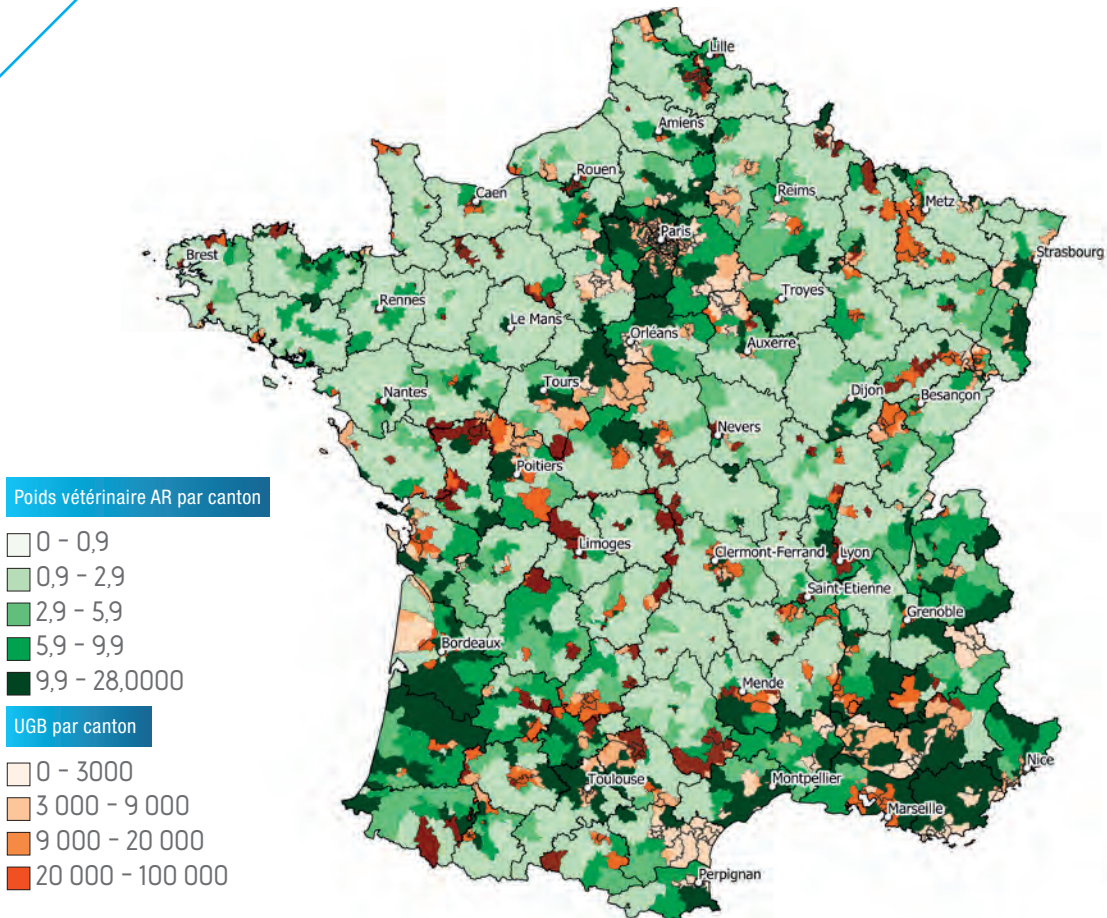 Lille
Amiens
Rouen
Caen
Reims
Metz
Paris
Strasbourg
Brest
Troyes
Rennes
Le Mans
Orléans
Auxerre
Tours
Dijon
Besançon
Nantes
Nevers
Poitiers
Limoges
Clermont-Ferrand
Lyon
Saint-Etienne
Grenoble
Bordeaux
Mende
Nice
Toulouse
Montpellier
Marseille
Perpignan
Poids vétérinaire AR par canton
0 - 0,9
0,9 - 2,9
2,9 - 5,9
5,9 - 9,9
9,9 - 28,0000
UGB par canton
0 - 3000
3 000 - 9 000
9 000 - 20 000
20 000 - 100 000